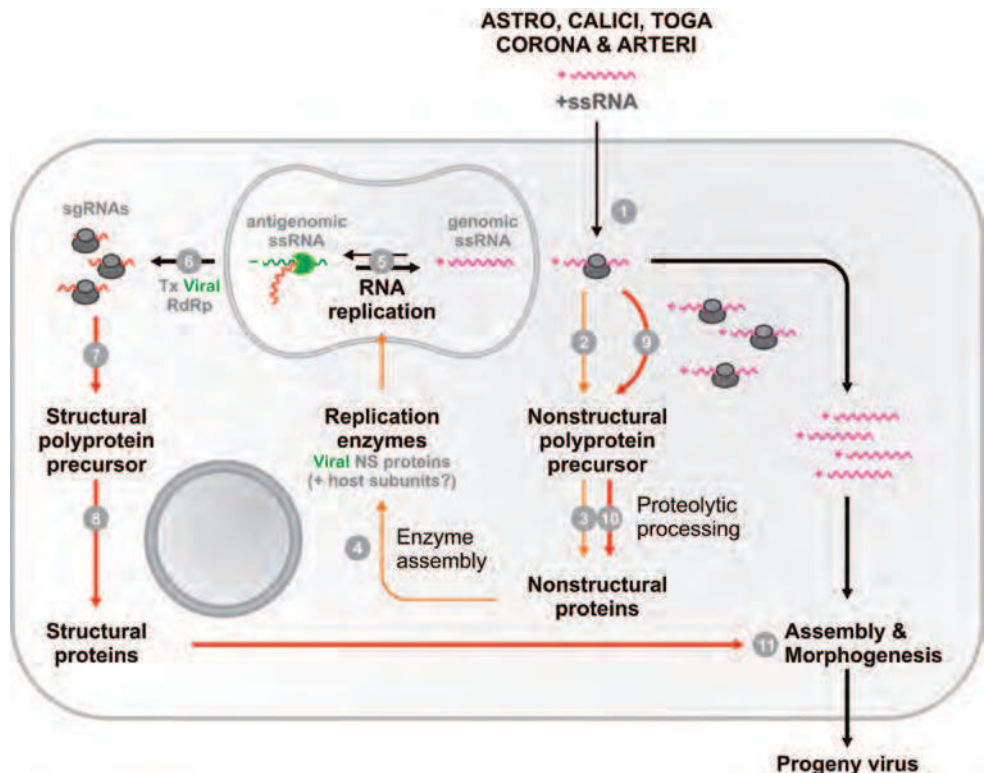 ASTRO, CALICI, TOGA
CORONA & ARTERI
+
+ssRNA
1
sgRNAs
antigenomic
ssRNA
genomic
ssRNA
-
5
+
+
6
Tx Viral
RdRp
RNA
replication
+
+
+
7
2
9
Structural
polyprotein
precursor
Replication
enzymes
Viral NS proteins
(+ host subunits?)
Nonstructural
polyprotein
precursor
+
+
+
+
8
4
Enzyme
assembly
3
10
Proteolytic
processing
Nonstructural
proteins
Structural
proteins
11
Assembly &
Morphogenesis
Progeny virus